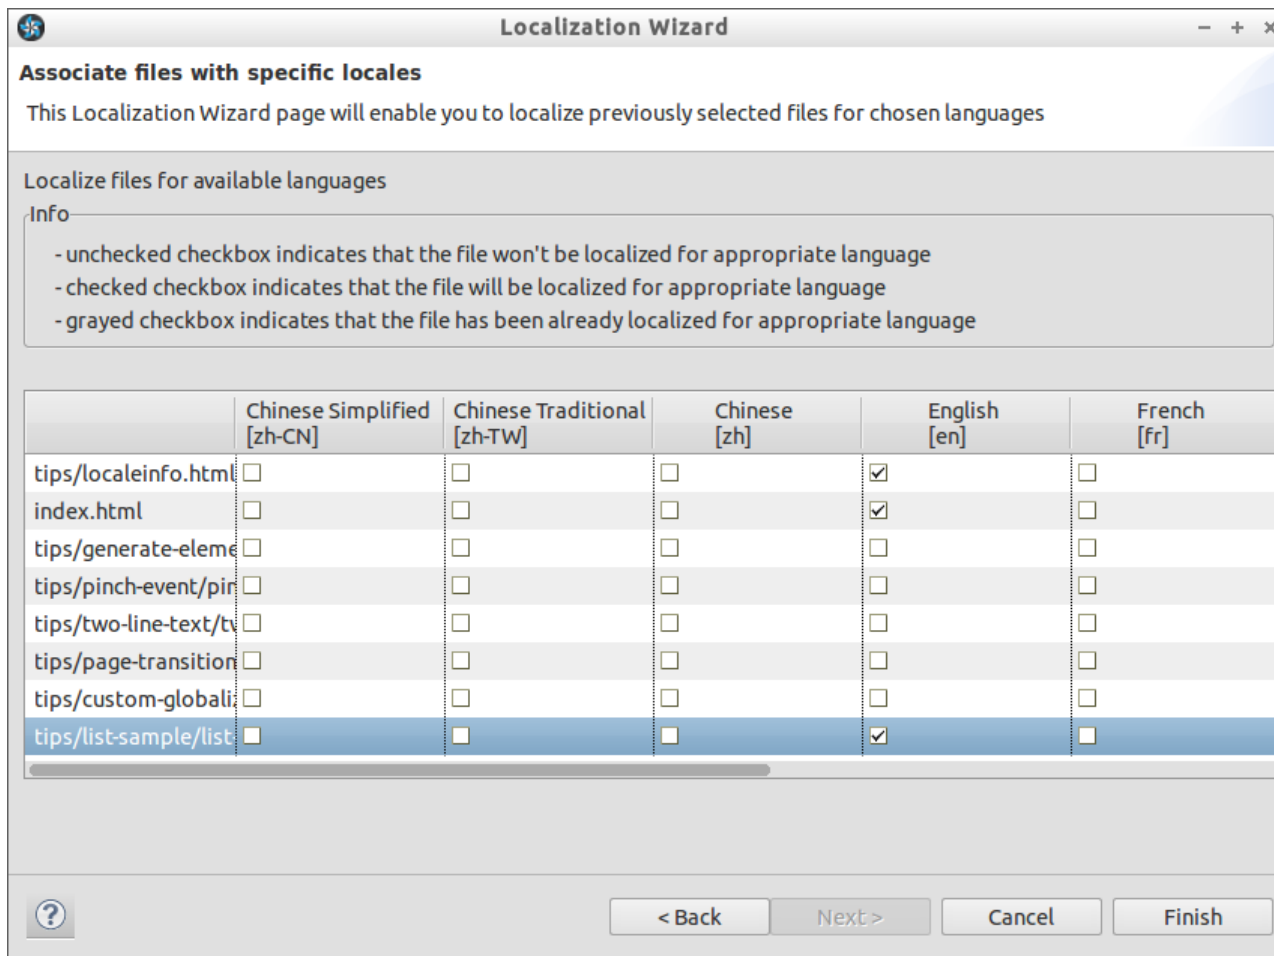 Localization Wizard
Associate files with specific locales
This Localization Wizard page will enable you to localize previously selected files for chosen languages
Localize files for available languages
Info
- unchecked checkbox indicates that the file won't be localized for appropriate language
- checked checkbox indicates that the file will be localized for appropriate language
- grayed checkbox indicates that the file has been already localized for appropriate language
Chinese Simplified [zh-CN]
Chinese Traditional [zh-TW]
Chinese [zh]
English [en]
French [fr]
tips/localeinfo.html
index.html
tips/generate-eleme
tips/pinch-event/pin
tips/two-line-text/tw
tips/page-transition
tips/custom-globaliz
tips/list-sample/list
?
< Back
Next >
Cancel
Finish